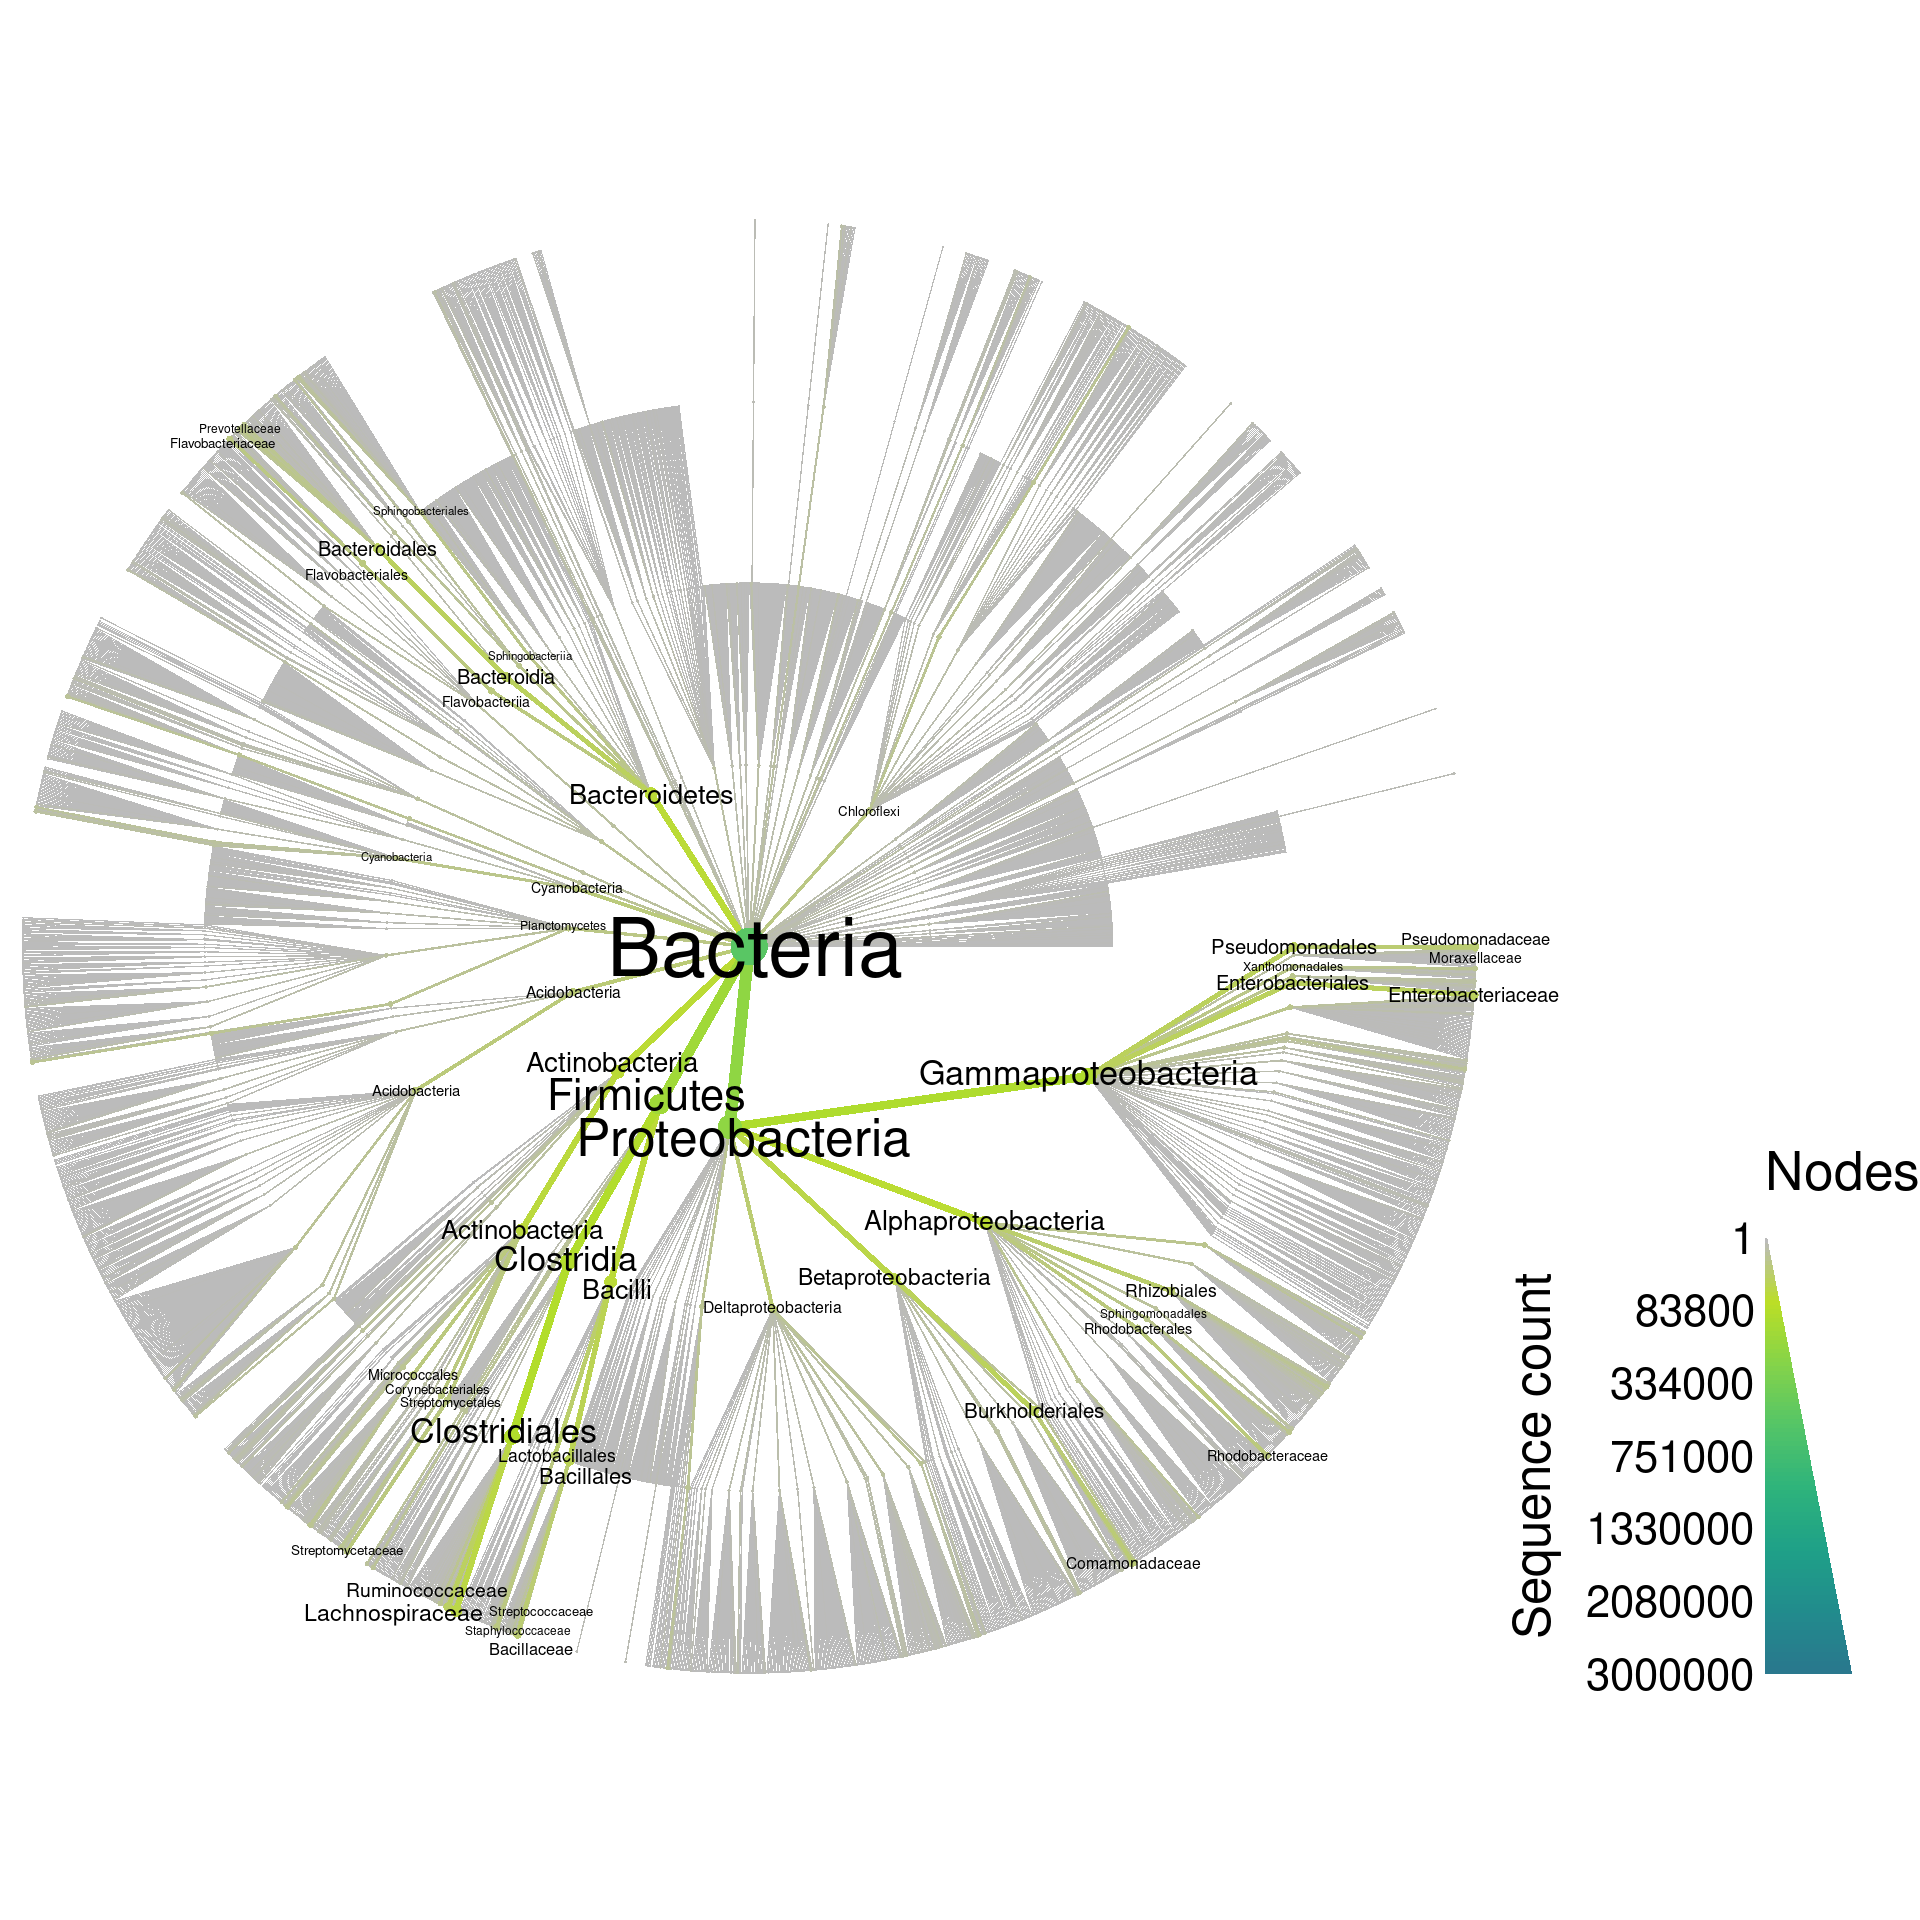 Prevotellaceae
Flavobacteriaceae
Sphingobacteriales
Bacteroidales
Flavobacteriales
Sphingobacteriia
Bacteroidia
Flavobacteriia
Bacteroidetes
Chloroflexi
Cyanobacteria
Cyanobacteria
Planctomycetes
Bacteria
Acidobacteria
Acidobacteria
Pseudomonadales
Pseudomonadaceae
Xanthomonadales
Moraxellaceae
Enterobacteriales
Enterobacteriaceae
Actinobacteria
Firmicutes
Proteobacteria
Gammaproteobacteria
Actinobacteria
Clostridia
Bacilli
Alphaproteobacteria
Betaproteobacteria
Deltaproteobacteria
Rhizobiales
Sphingomonadales
Rhodobacterales
Micrococcales
Corynebacteriales
Streptomycetales
Clostridiales
Lactobacillales
Bacillales
Burkholderiales
Rhodobacteraceae
Streptomycetaceae
Comamonadaceae
Ruminococcaceae
Lachnospiraceae
Streptococcaceae
Staphylococcaceae
Bacillaceae
Nodes
Sequence count
1
83800
334000
751000
1330000
2080000
3000000